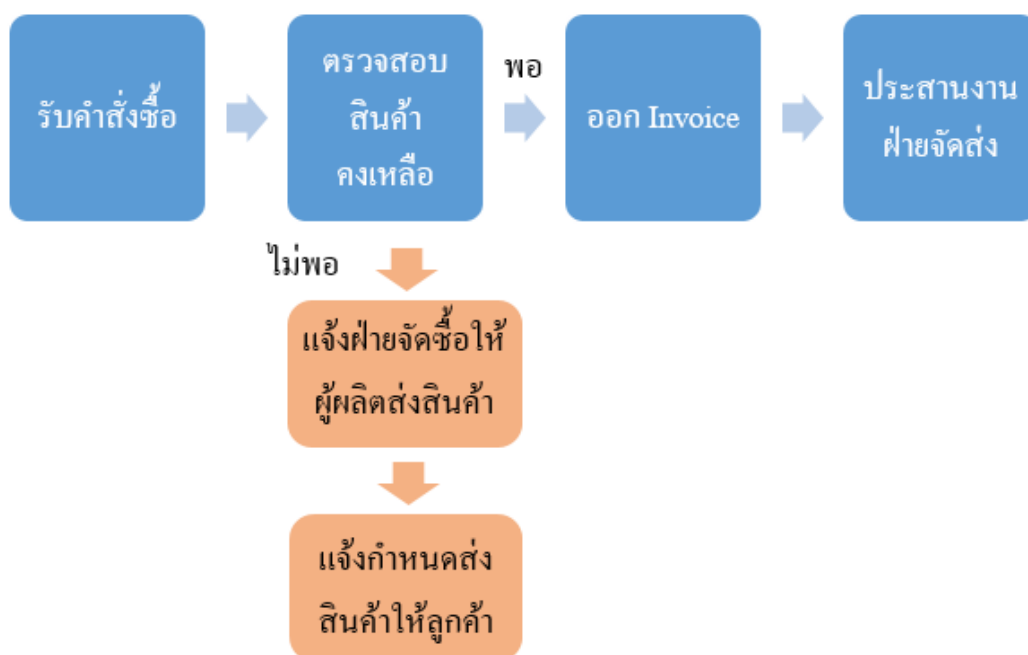 รับคำสั่งซื้อ
ตรวจสอบ
สินค้า
คงเหลือ
พอ
ออก Invoice
ประสานงาน
ฝ่ายจัดส่ง
ไม่พอ
แจ้งฝ่ายจัดซื้อให้
ผู้ผลิตส่งสินค้า
แจ้งกำหนดส่ง
สินค้าให้ลูกค้า